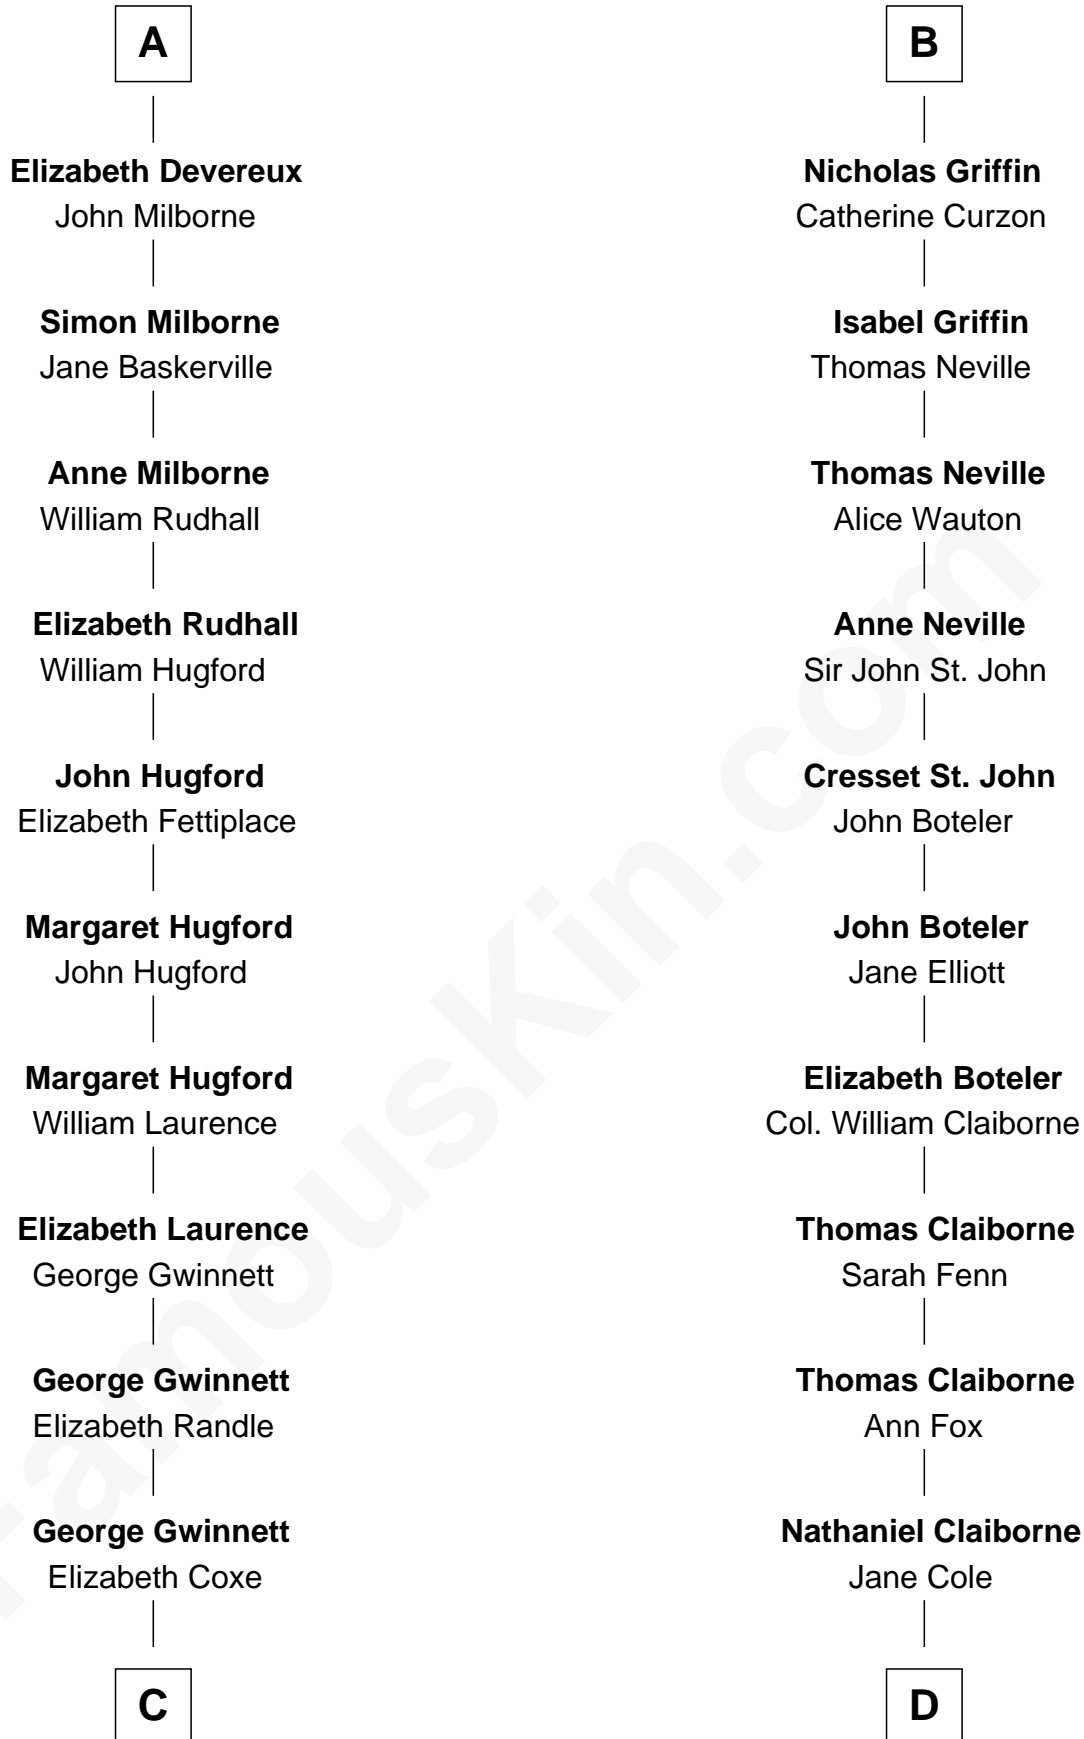 A
B
Elizabeth Devereux
John Milborne
Nicholas Griffin
Catherine Curzon
Simon Milborne
Jane Baskerville
Isabel Griffin
Thomas Neville
Anne Milborne
William Rudhall
Thomas Neville
Alice Wauton
Elizabeth Rudhall
William Hugford
Anne Neville
Sir John St. John
John Hugford
Elizabeth Fettiplace
Cresset St. John
John Boteler
Margaret Hugford
John Hugford
John Boteler
Jane Elliott
Margaret Hugford
William Laurence
Elizabeth Boteler
Col. William Claiborne
Elizabeth Laurence
George Gwinnett
Thomas Claiborne
Sarah Fenn
George Gwinnett
Elizabeth Randle
Thomas Claiborne
Ann Fox
George Gwinnett
Elizabeth Coxe
Nathaniel Claiborne
Jane Cole
C
D
FamousKin.com